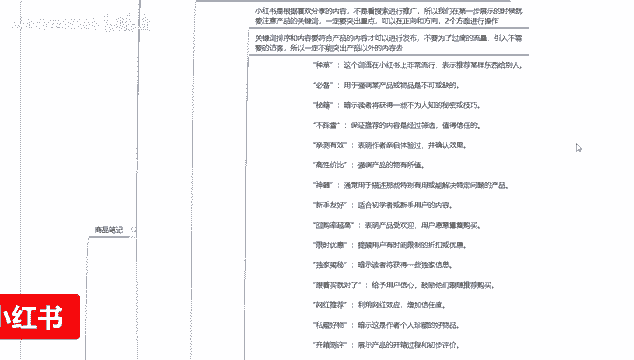 小红书是根据喜欢分享的内容，不是看搜索进行推广，所以我们在第一步展示的时候就
要注意产品的关键词，一定要突出重点，可以在正向和方向，2个方面进行操作
关键词排序和内容要符合产品的内容才可以进行发布，不要为了过度的流量，引入不需
要的访客，所以一定不能突出产品以外的内容去
“种草”：这个词语在小红书上非常流行，表示推荐某样东西给别人。
“必备”：用于强调某产品或物品是不可或缺的。
“秘籍”：暗示读者将获得一些不为人知的秘密或技巧。
“不踩雷”：保证推荐的内容是经过筛选，值得信任的。
“亲测有效”：表明作者亲自体验过，并确认效果。
“高性价比”：强调产品的物有所值。
“神器”：通常用于描述那些特别有用或能解决特定问题的产品。
“新手友好”：适合初学者或新手用户的内容。
“回购率超高”：表明产品受欢迎，用户愿意重复购买。
“限时优惠”：提醒用户有时间限制的折扣或优惠。
“独家揭秘”：暗示读者将获得一些独家信息。
“跟着买就对了”：给予用户信心，鼓励他们跟随推荐购买。
商品笔记
“网红推荐”：利用网红效应，增加信任度。
小红书
“私藏好物”：暗示这是作者个人珍藏的好物品。
“开箱测评”：展示产品的开箱过程和初步评价。